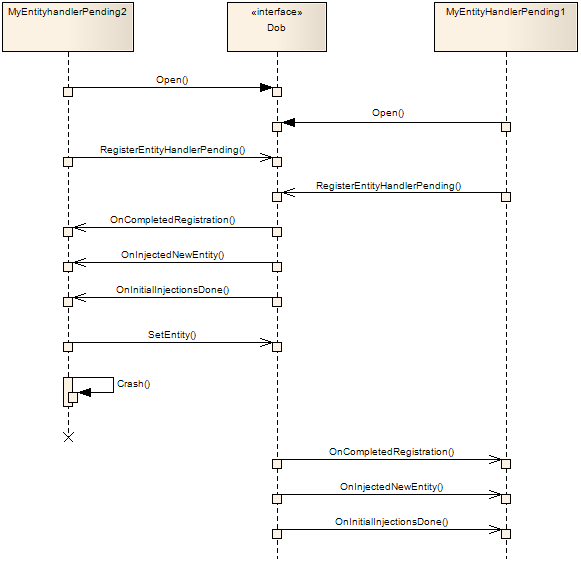 MyEntityhandlerPending2
«interface»
Dob
MyEntityHandlerPending1
Open()
Open()
RegisterEntityHandlerPending()
RegisterEntityHandlerPending()
OnCompletedRegistration()
OnInjectedNewEntity()
OnInitialInjectionsDone()
SetEntity()
Crash()
OnCompletedRegistration()
OnInjectedNewEntity()
OnInitialInjectionsDone()